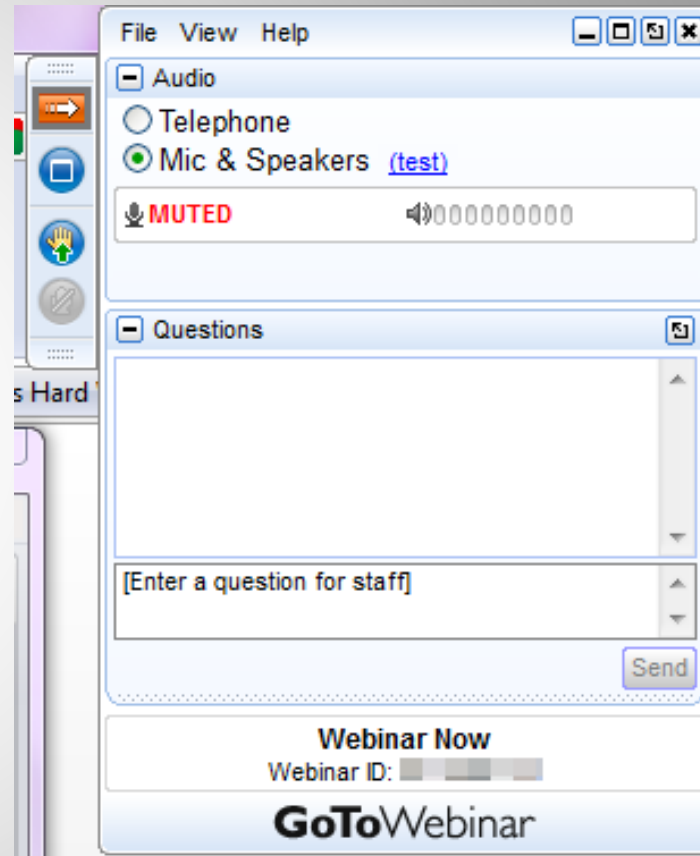 File View Help
Audio
Telephone
Mic & Speakers (test)
MUTED
Questions
s Hard
[Enter a question for staff]
Send
Webinar Now
Webinar ID:
GoToWebinar